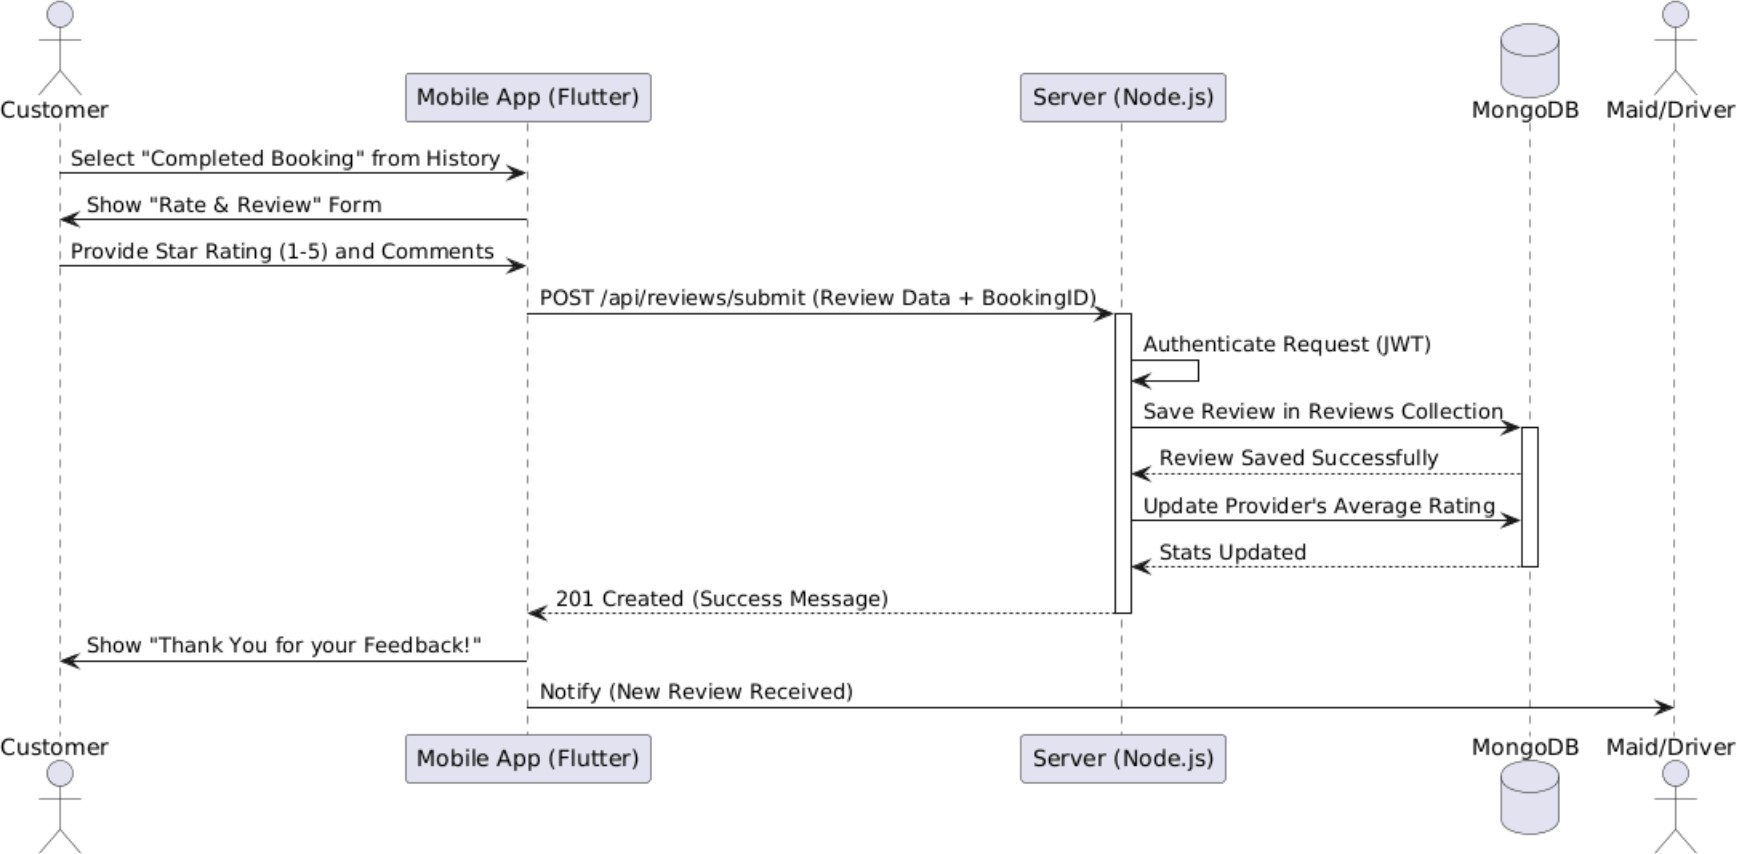 Customer
Mobile App (Flutter)
Server (Node.js)
MongoDB
Maid/Driver
Select "Completed Booking" from History
Show "Rate & Review" Form
Provide Star Rating (1-5) and Comments
POST /api/reviews/submit (Review Data + BookingID)
Authenticate Request (JWT)
Save Review in Reviews Collection
Review Saved Successfully
Update Provider's Average Rating
Stats Updated
201 Created (Success Message)
Show "Thank You for your Feedback!"
Notify (New Review Received)
Customer
Mobile App (Flutter)
Server (Node.js)
MongoDB
Maid/Driver